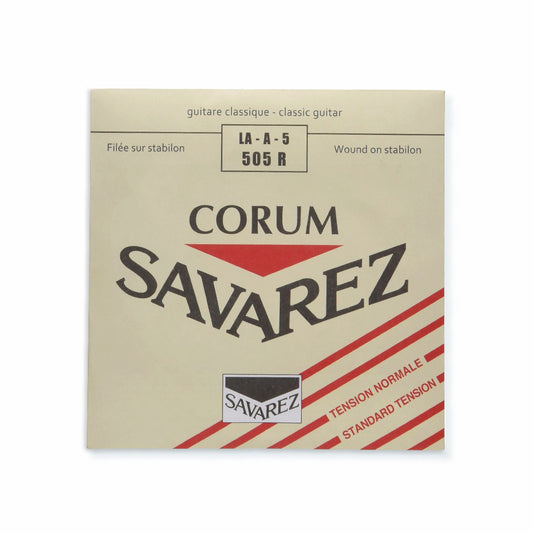 guitare classique - classic guitar
LA - A - 5
505 R
Filée sur stabilon
Wound on stabilon
CORUM
SAVAREZ
SAVAREZ
TENSION NORMALE
STANDARD TENSION